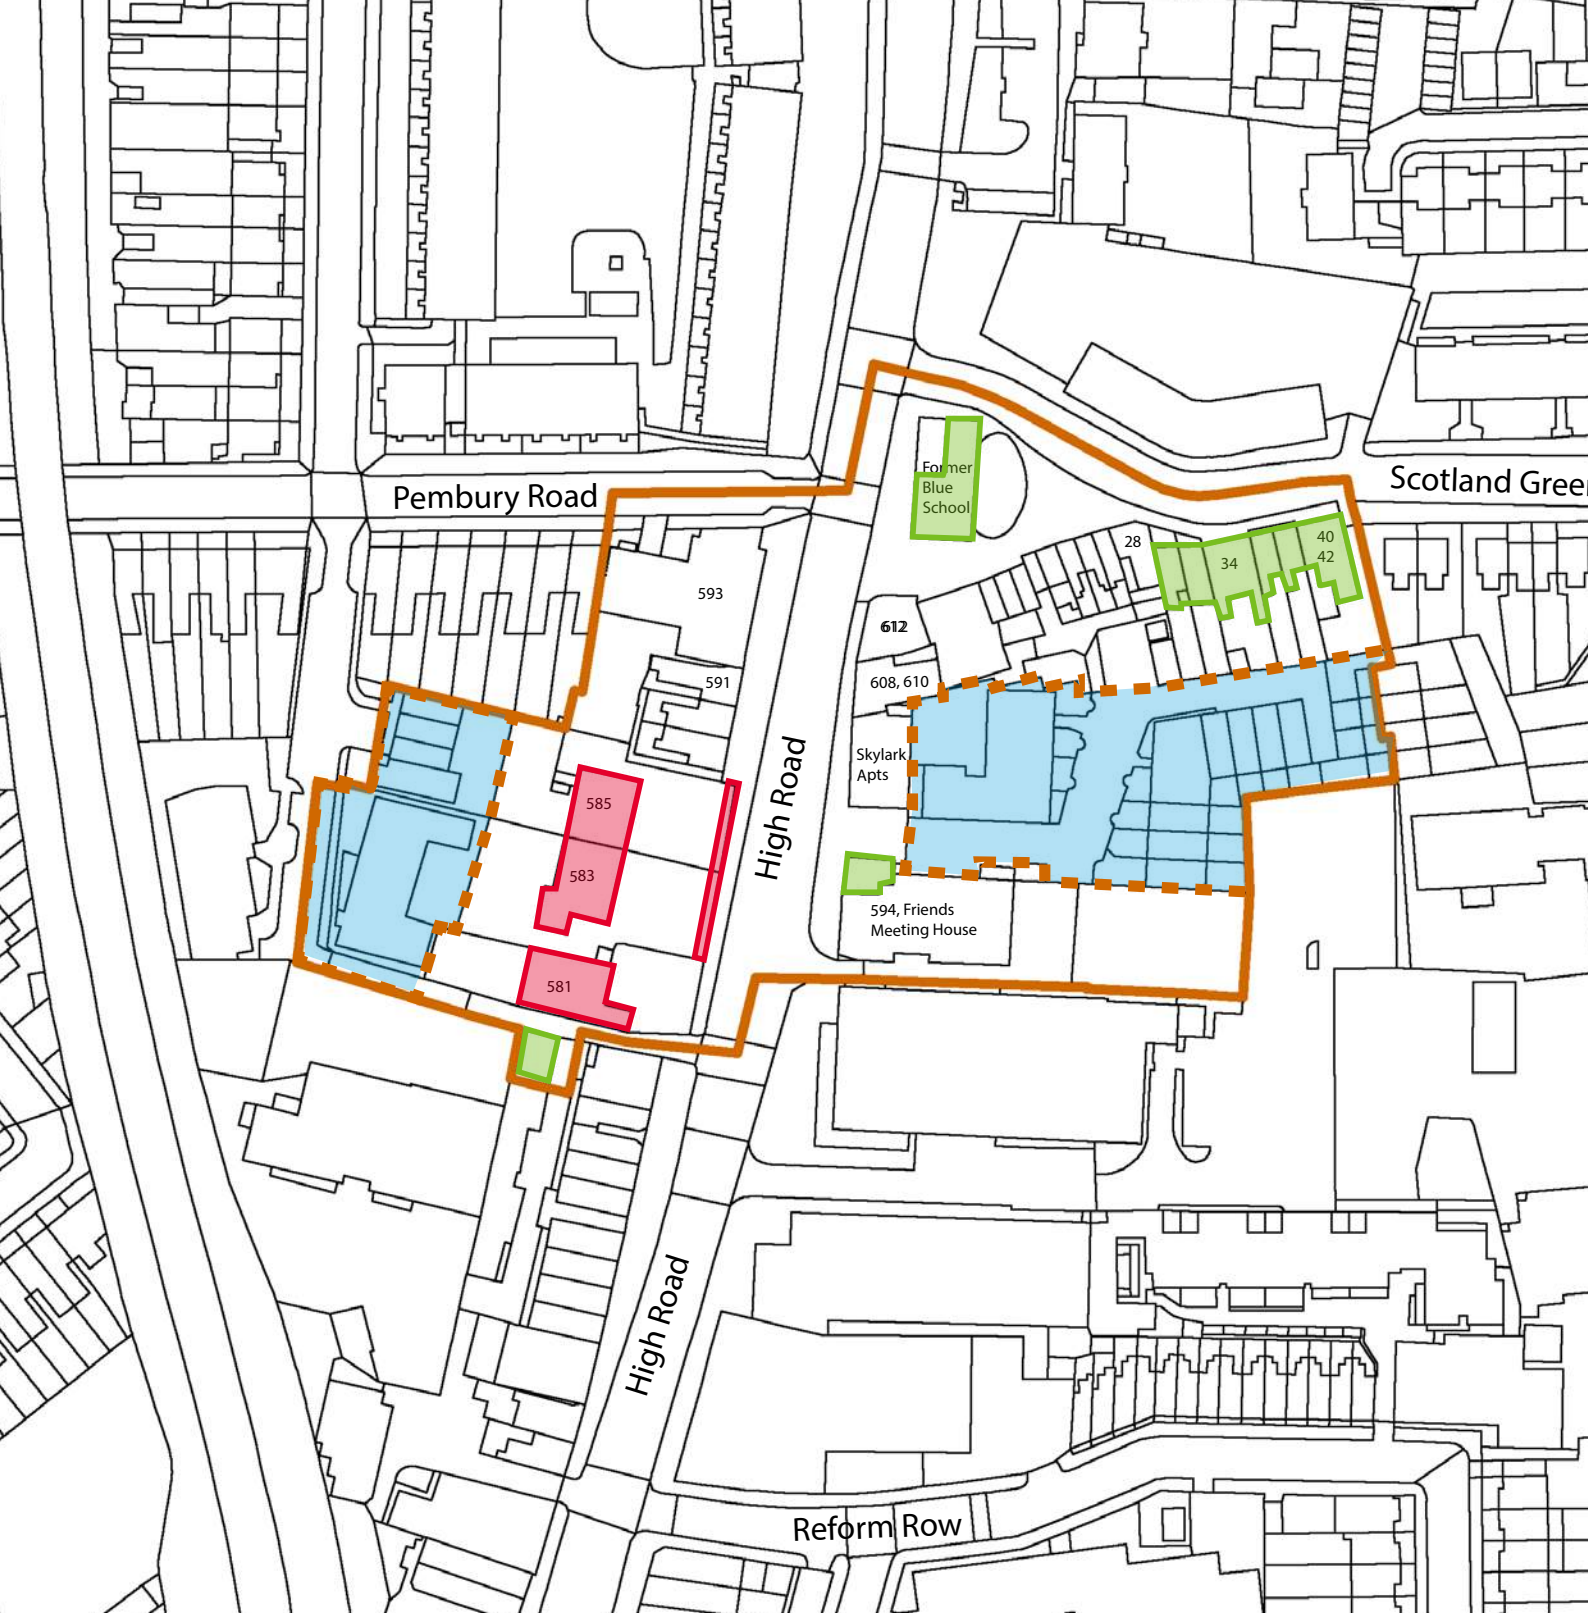 Pembury Road
Scotland Gree
Former
Blue
School
28
34
40
42
593
612
591
608, 610
Skylark
Apts
High Road
585
583
594, Friends
Meeting House
581
High Road
Reform Row